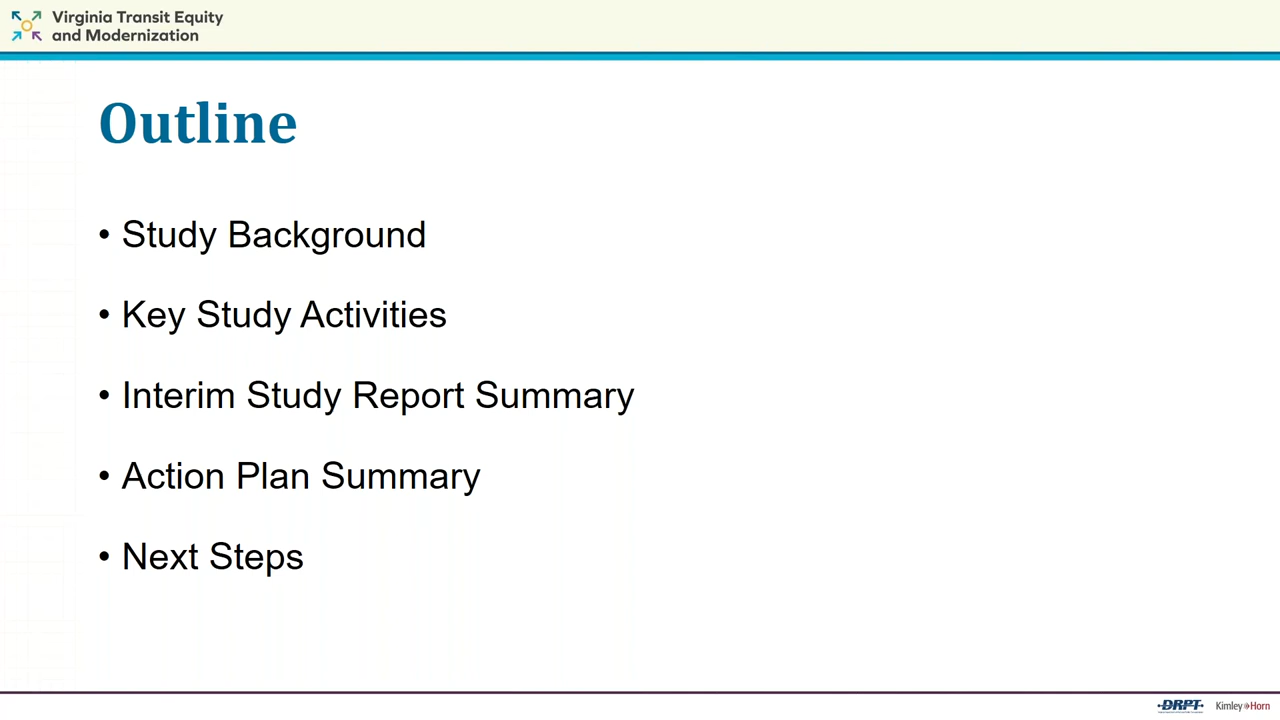 Virginia Transit Equity
and Modernization
Outline
• Study Background
• Key Study Activities
• Interim Study Report Summary
• Action Plan Summary
• Next Steps
DRPT
Kimley»Horn